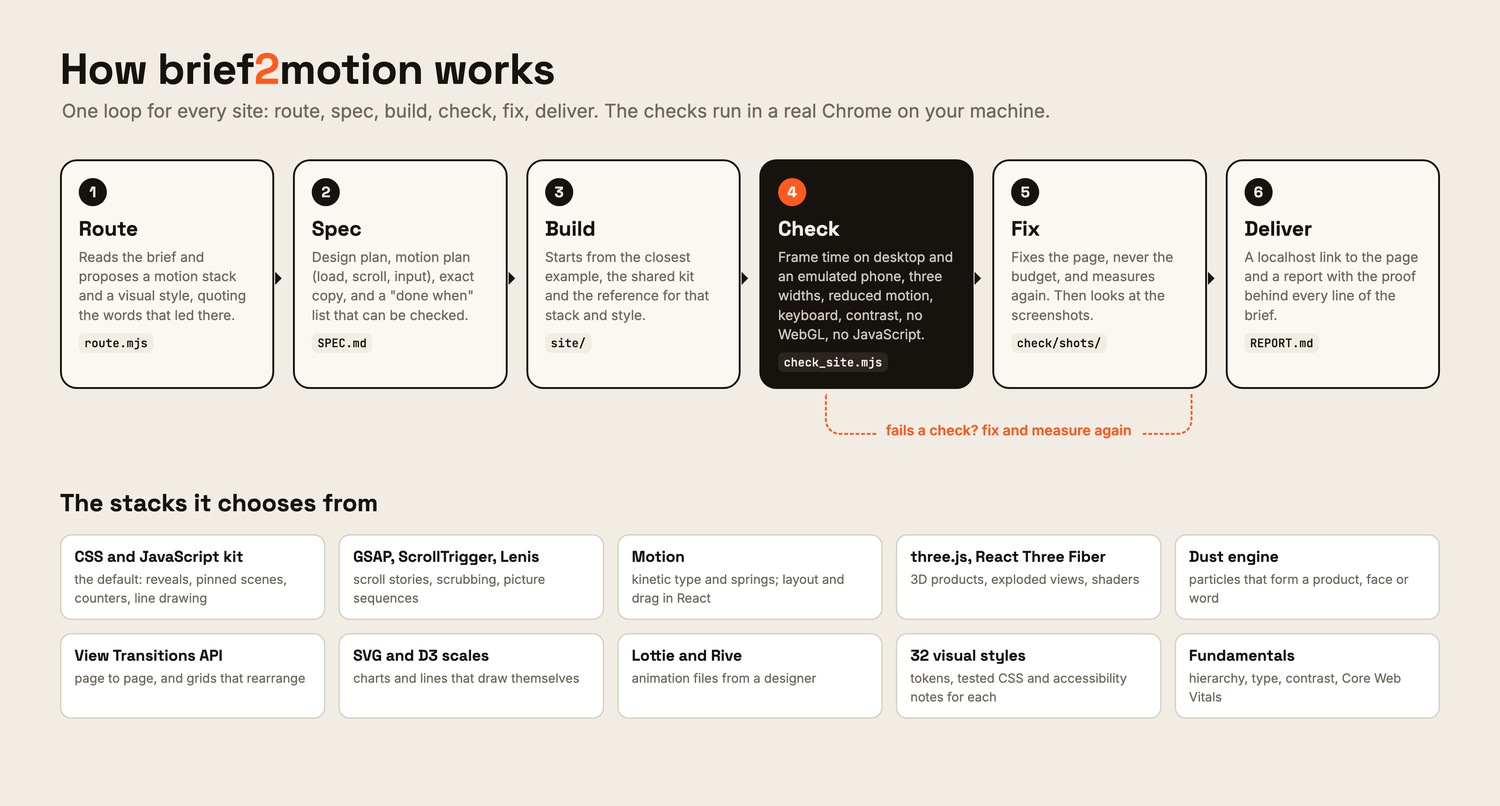 How brief2motion works
One loop for every site: route, spec, build, check, fix, deliver. The checks run in a real Chrome on your machine.
1
Route
Reads the brief and
proposes a motion stack
and a visual style, quoting
the words that led there.
route.mjs
2
Spec
Design plan, motion plan
(load, scroll, input), exact
copy, and a "done when"
list that can be checked.
SPEC.md
3
Build
Starts from the closest
example, the shared kit
and the reference for that
stack and style.
site/
4
Check
Frame time on desktop and
an emulated phone, three
widths, reduced motion,
keyboard, contrast, no
WebGL, no JavaScript.
check_site.mjs
5
Fix
Fixes the page, never the
budget, and measures
again. Then looks at the
screenshots.
check/shots/
6
Deliver
A localhost link to the page
and a report with the proof
behind every line of the
brief.
REPORT.md
fails a check? fix and measure again
The stacks it chooses from
CSS and JavaScript kit
the default: reveals, pinned scenes,
counters, line drawing
GSAP, ScrollTrigger, Lenis
scroll stories, scrubbing, picture
sequences
Motion
kinetic type and springs; layout and
drag in React
three.js, React Three Fiber
3D products, exploded views, shaders
Dust engine
particles that form a product, face or
word
View Transitions API
page to page, and grids that rearrange
SVG and D3 scales
charts and lines that draw themselves
Lottie and Rive
animation files from a designer
32 visual styles
tokens, tested CSS and accessibility
notes for each
Fundamentals
hierarchy, type, contrast, Core Web
Vitals